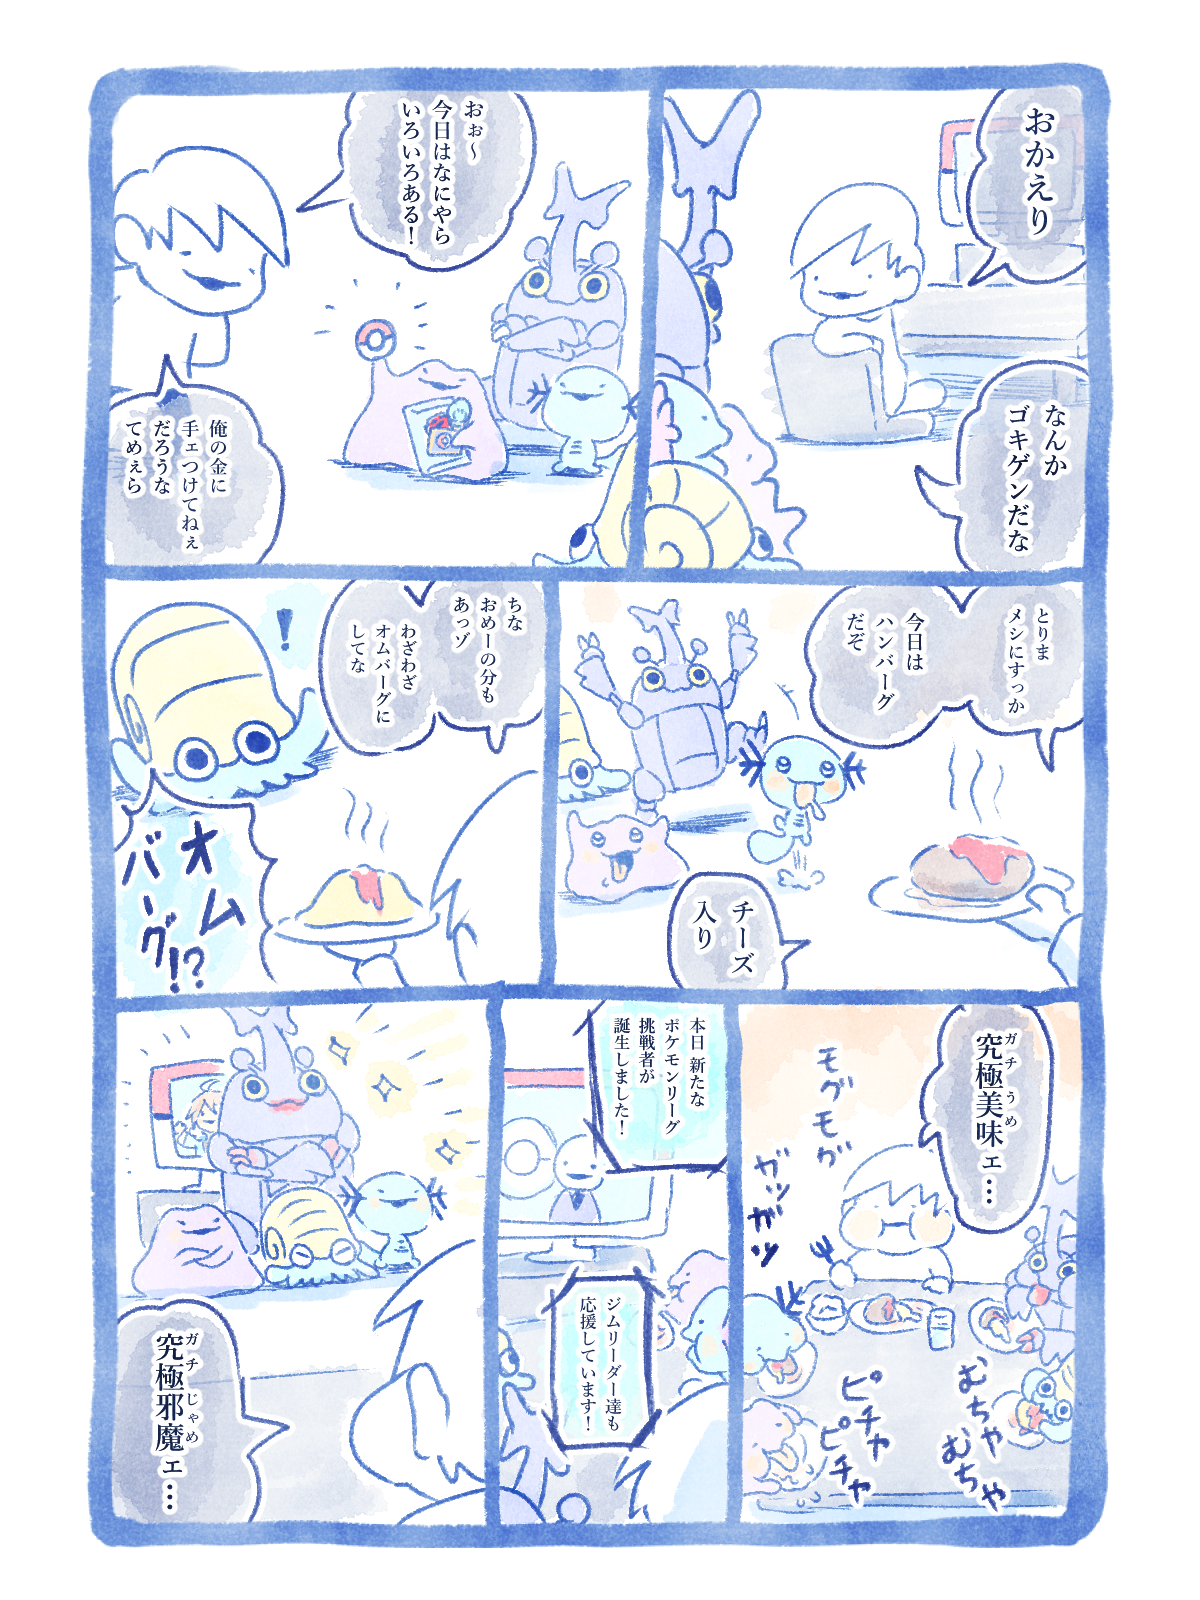 おかえり
なんか
ゴキゲンだな
おぉ〜
今日はなにやら
いろいろある！
俺の金に
手ェつけてねぇ
だろうな
てめぇら
とりま
メシにすっか
今日は
ハンバーグ
だぞ
チーズ
入り
ちな
おめーの分も
あっゾ
わざわざ
オムバーグに
してな
！
オム
バーグ!?
究極美味ェ…
ガチうめ
モグモグ
ガツガツ
むちゃ
むちゃ
ピチャ
ピチャ
本日 新たな
ポケモンリーグ
挑戦者が
誕生しました！
ジムリーダー達も
応援しています！
究極邪魔ェ…
ガチじゃめ